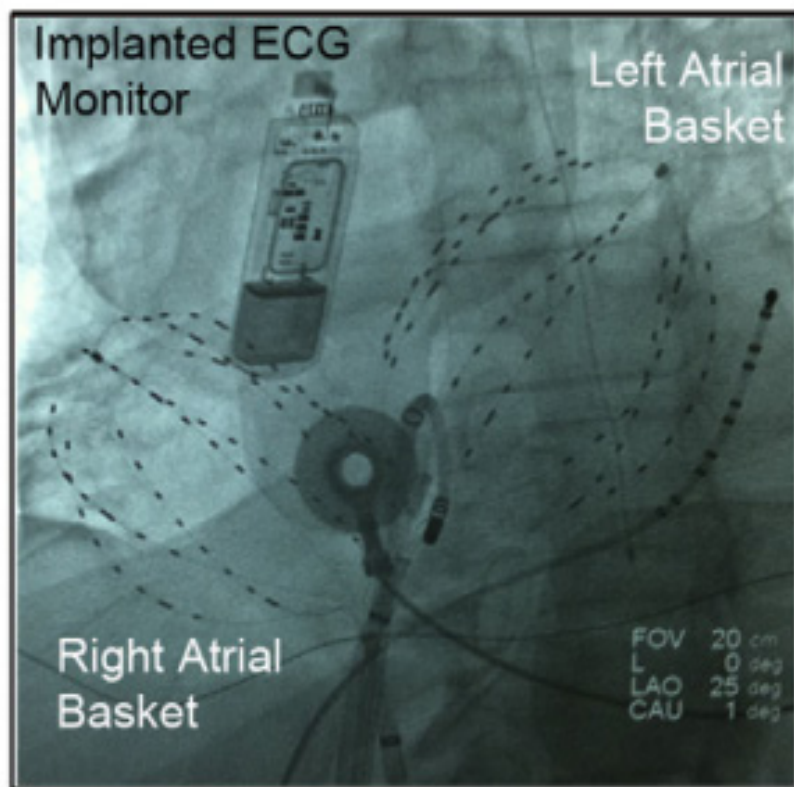 Implanted ECG
Monitor
Left Atrial
Basket
Right Atrial
Basket
FOV 20 cm
L 0 deg
LAO 25 deg
CAU 1 deg